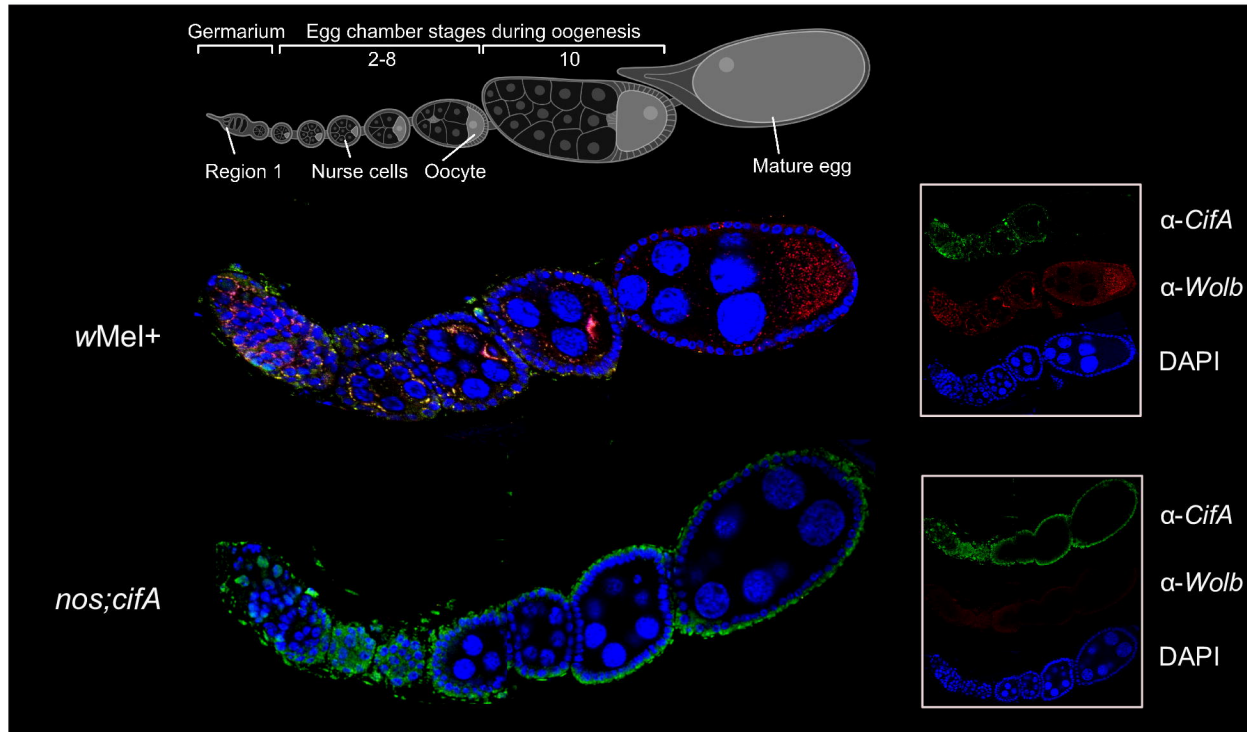 Germarium
Egg chamber stages during oogenesis
2-8
10
Region 1
Nurse cells
Oocyte
Mature egg
wMel+
α-CifA
α-Wolb
DAPI
nos;cifA
α-CifA
α-Wolb
DAPI